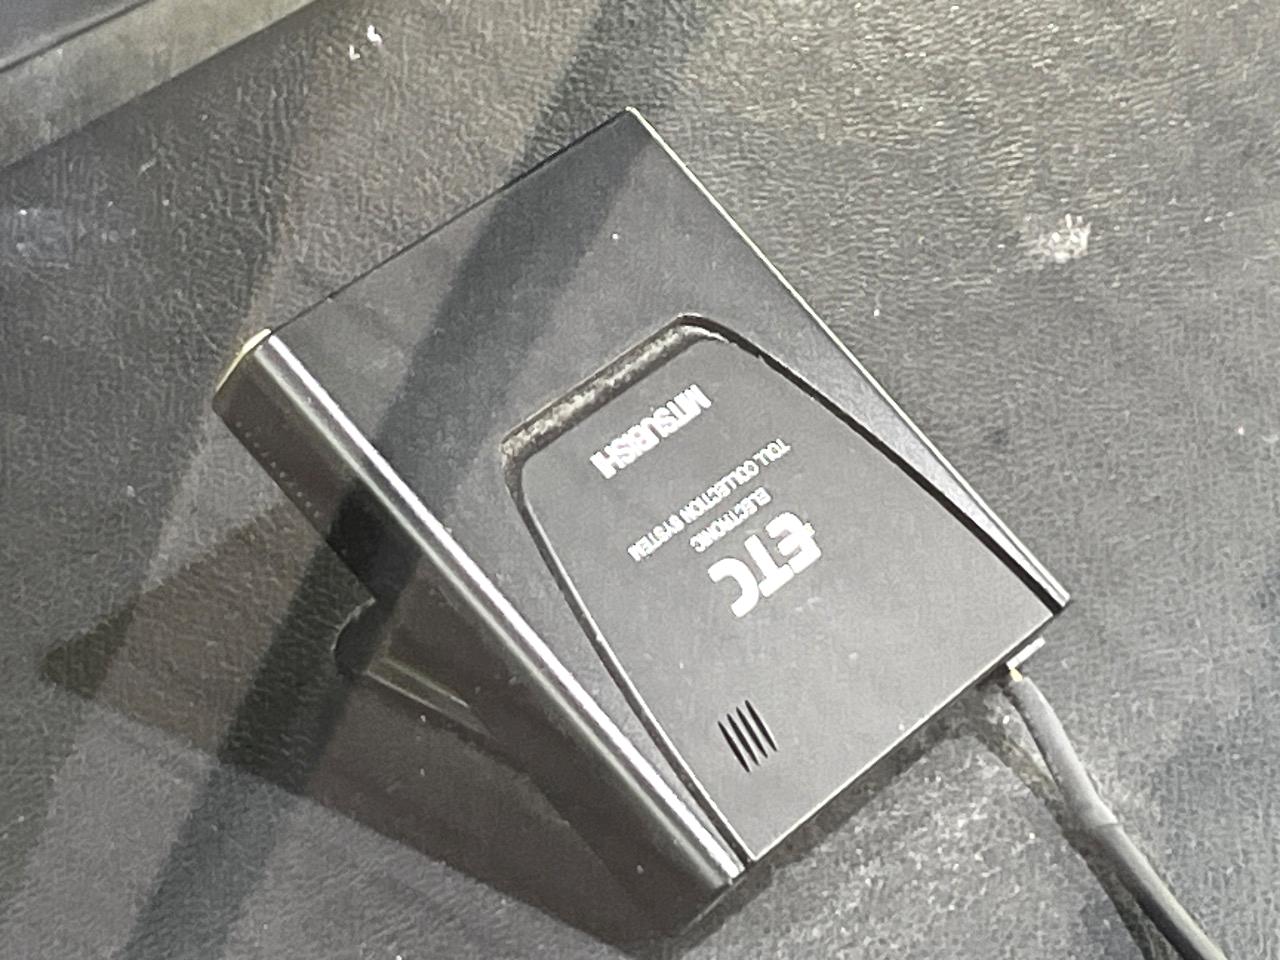 ETC
ELECTRONIC
TOLL COLLECTION SYSTEM
MITSUBISHI